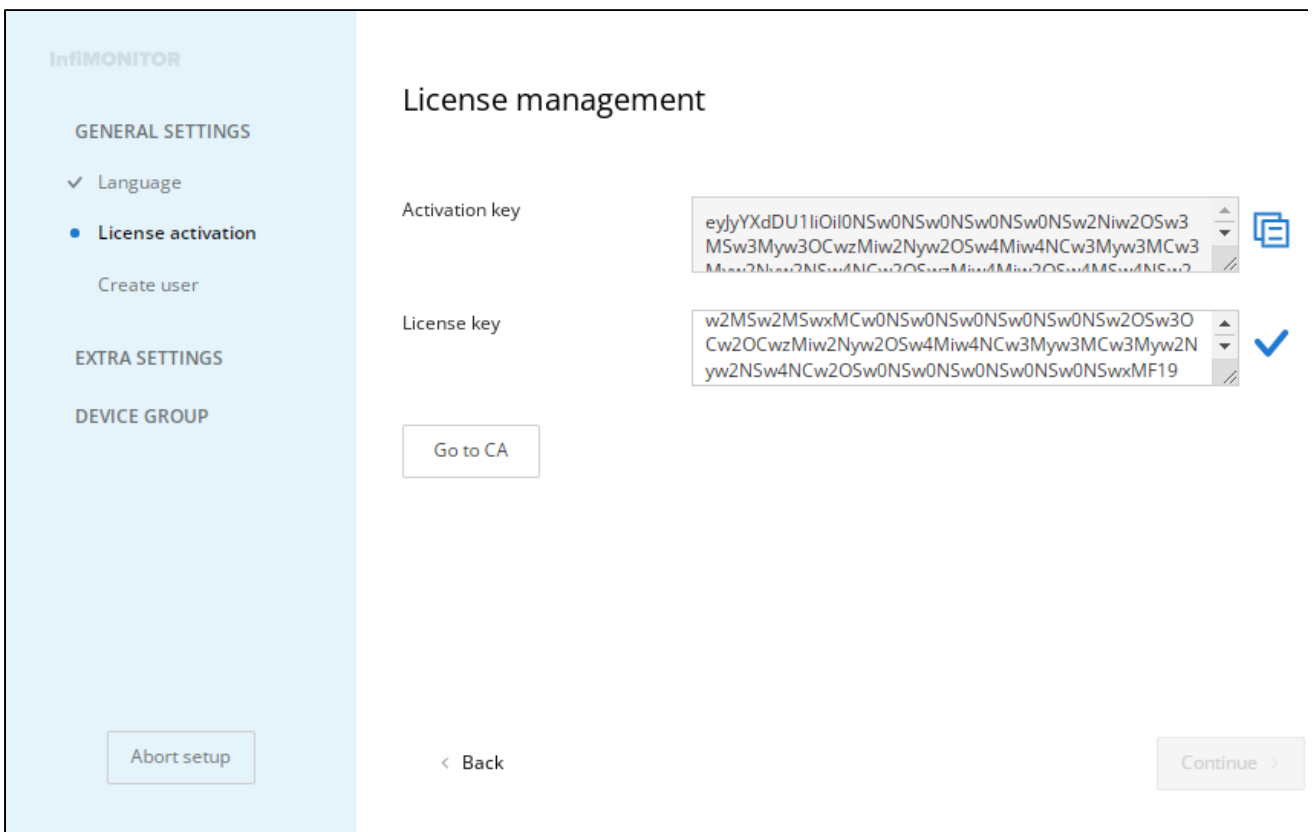 InfiMONITOR
GENERAL SETTINGS
Language
License activation
Create user
EXTRA SETTINGS
DEVICE GROUP
Abort setup
License management
Activation key
eyJyYXdDU1IiOiI0NSw0NSw0NSw0NSw0NSw2Niw2OSw3
MSw3Myw3OCwzMiw2Nyw2OSw4Miw4NCw3Myw3MCw3
Myw2Nyw2NSw4NCw2OSwzMiw4Miw2OSw4MSw4NSw2
License key
w2MSw2MSwxMCw0NSw0NSw0NSw0NSw0NSw2OSw3O
Cw2OCwzMiw2Nyw2OSw4Miw4NCw3Myw3MCw3Myw2N
yw2NSw4NCw2OSw0NSw0NSw0NSw0NSw0NSwxMF19
Go to CA
Back
Continue